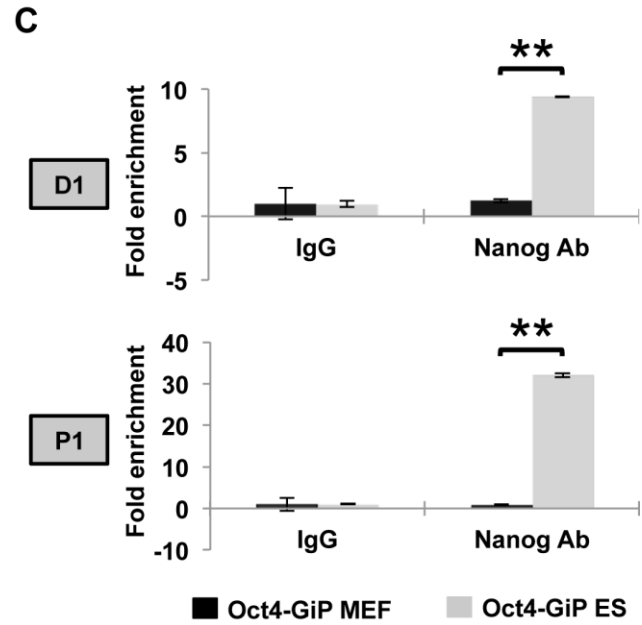 C
**
Fold enrichment
10
5
0
-5
D1
IgG
Nanog Ab
**
Fold enrichment
40
30
20
10
0
-10
P1
IgG
Nanog Ab
Oct4-GiP MEF
Oct4-GiP ES